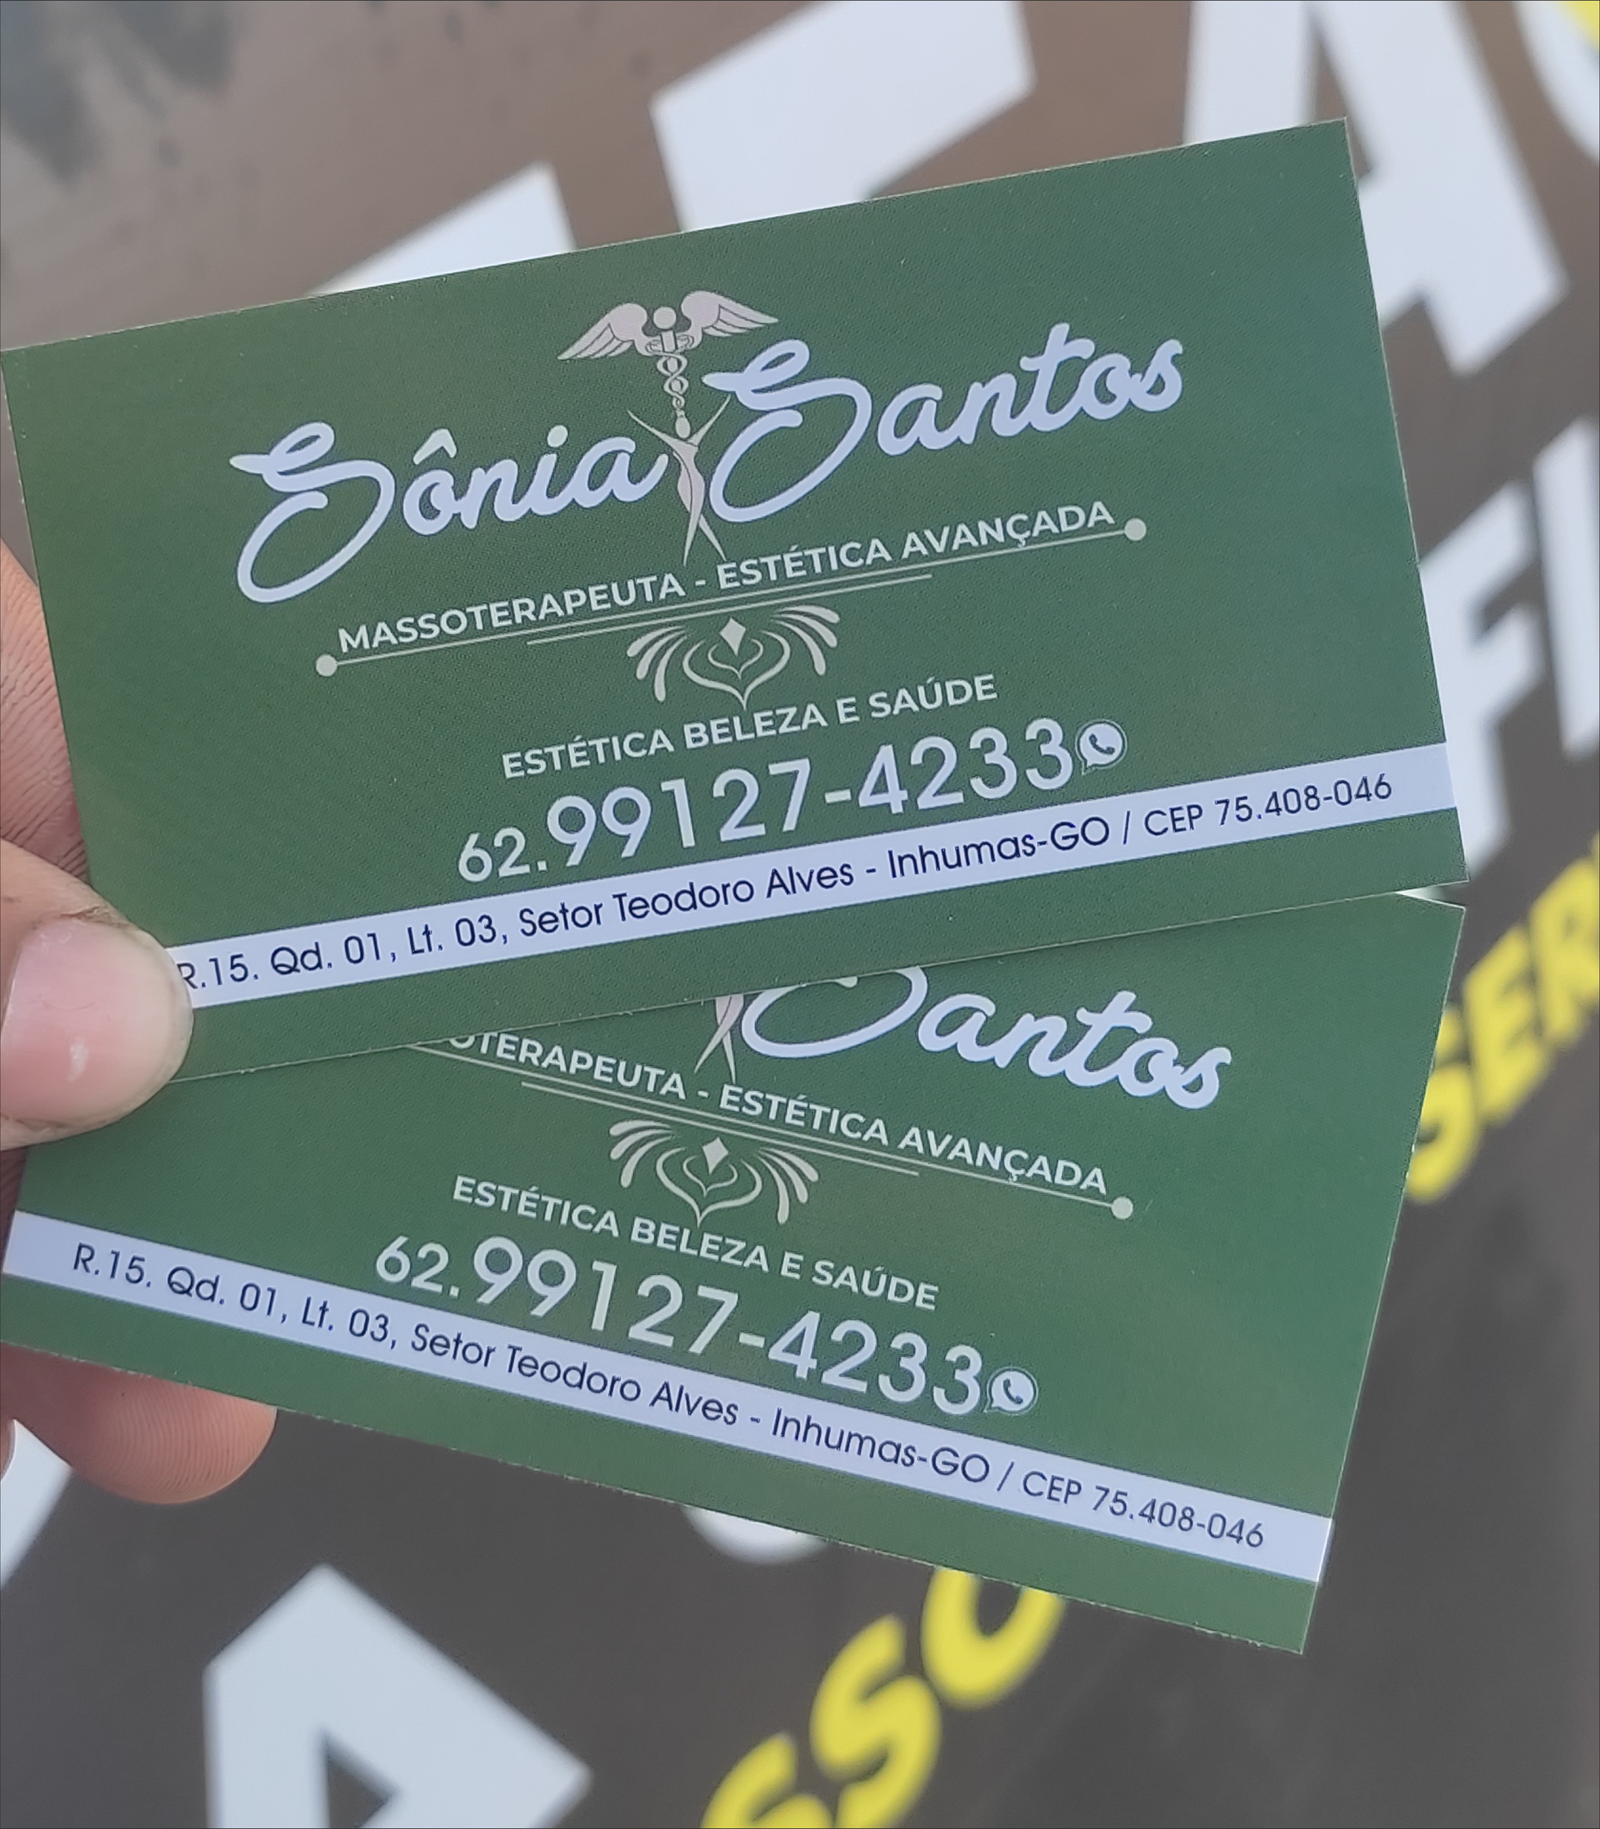 Sônia Santos
MASSOTERAPEUTA - ESTÉTICA AVANÇADA
ESTÉTICA BELEZA E SAÚDE
62.99127-4233
R.15. Qd. 01, Lt. 03, Setor Teodoro Alves - Inhumas-GO / CEP 75.408-046
Santos
OTERAPEUTA - ESTÉTICA AVANÇADA
ESTÉTICA BELEZA E SAÚDE
62.99127-4233
R.15. Qd. 01, Lt. 03, Setor Teodoro Alves - Inhumas-GO / CEP 75.408-046